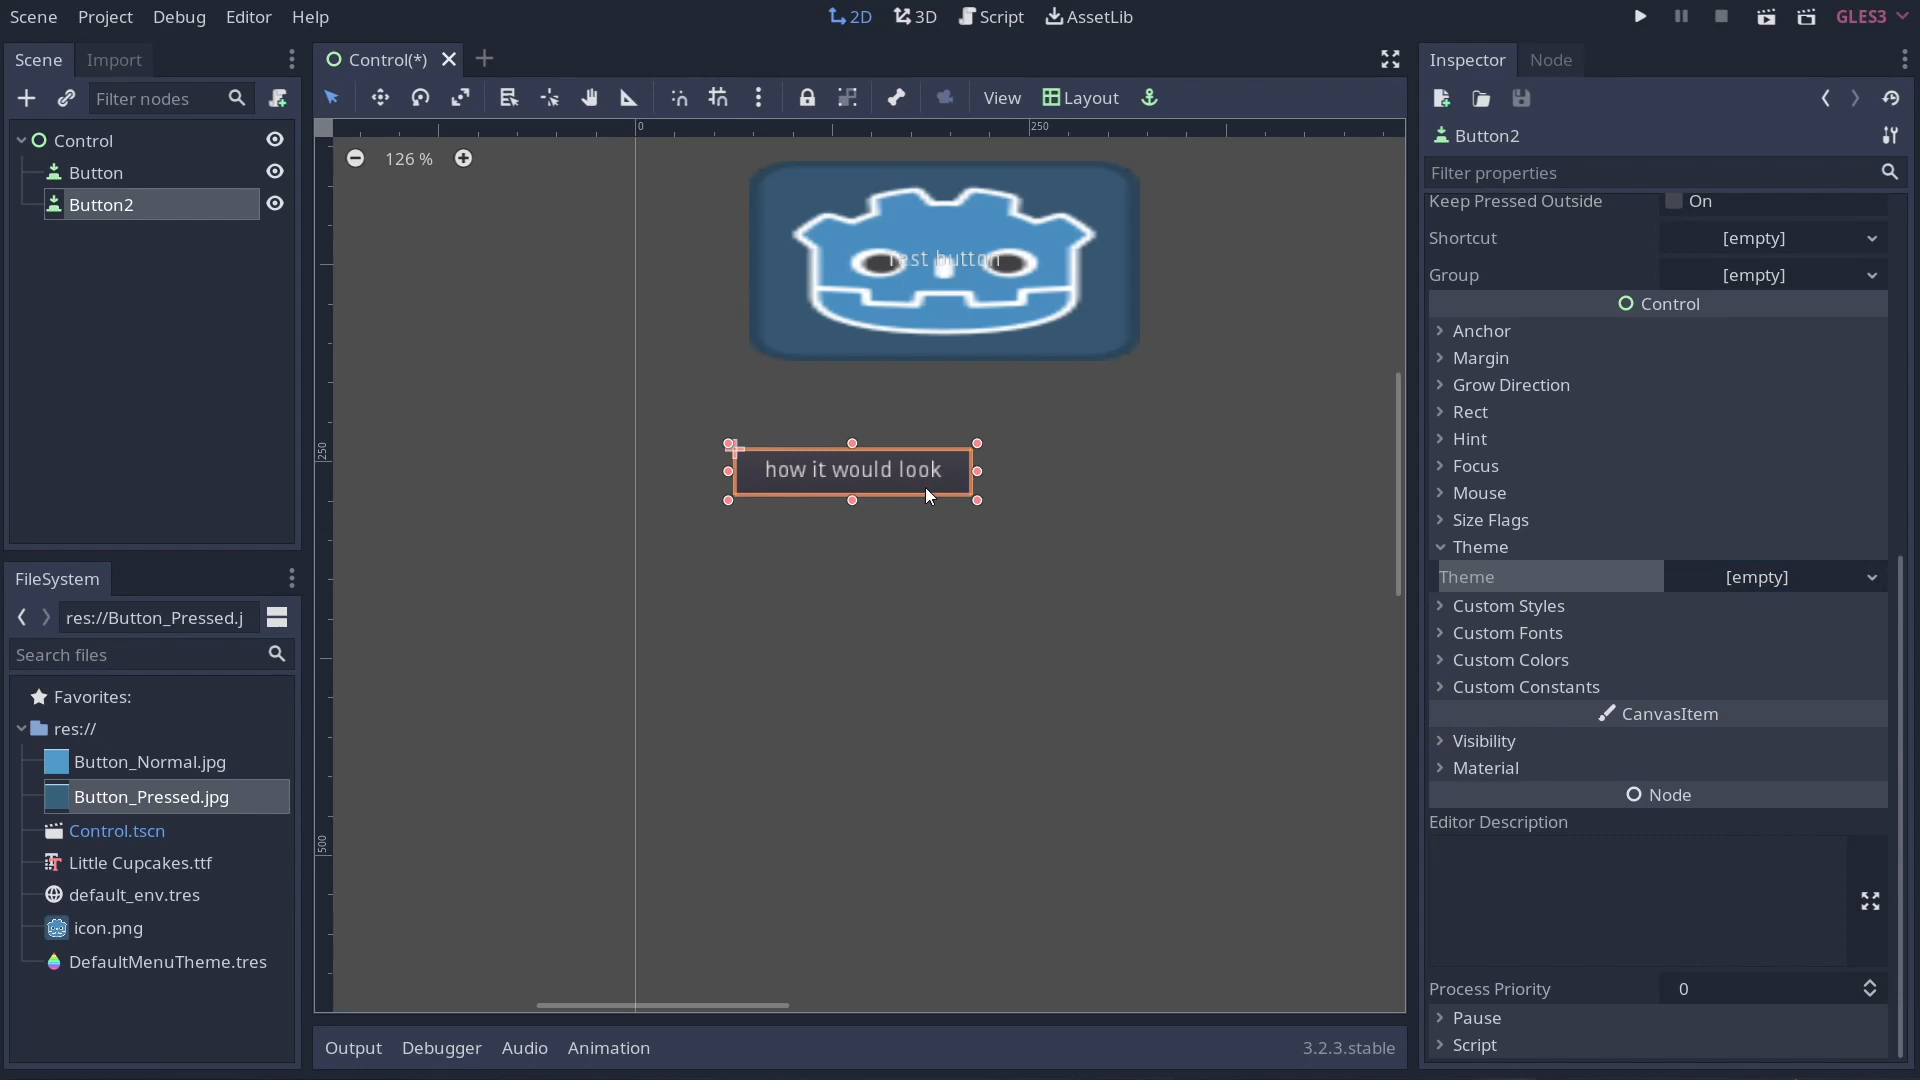 Scene Project Debug Editor Help
2D 3D Script AssetLib
GLES3
Scene Import
Filter nodes
Control
Button
Button2
FileSystem
res://Button_Pressed.j
Search files
Favorites:
res://
Button_Normal.jpg
Button_Pressed.jpg
Control.tscn
Little Cupcakes.ttf
default_env.tres
icon.png
DefaultMenuTheme.tres
Control(*)
View Layout
0 250
126 %
250
500
Test button
how it would look
Output Debugger Audio Animation 3.2.3.stable
Inspector Node
Button2
Filter properties
Keep Pressed Outside On
Shortcut [empty]
Group [empty]
Control
Anchor
Margin
Grow Direction
Rect
Hint
Focus
Mouse
Size Flags
Theme
Theme [empty]
Custom Styles
Custom Fonts
Custom Colors
Custom Constants
CanvasItem
Visibility
Material
Node
Editor Description
Process Priority 0
Pause
Script